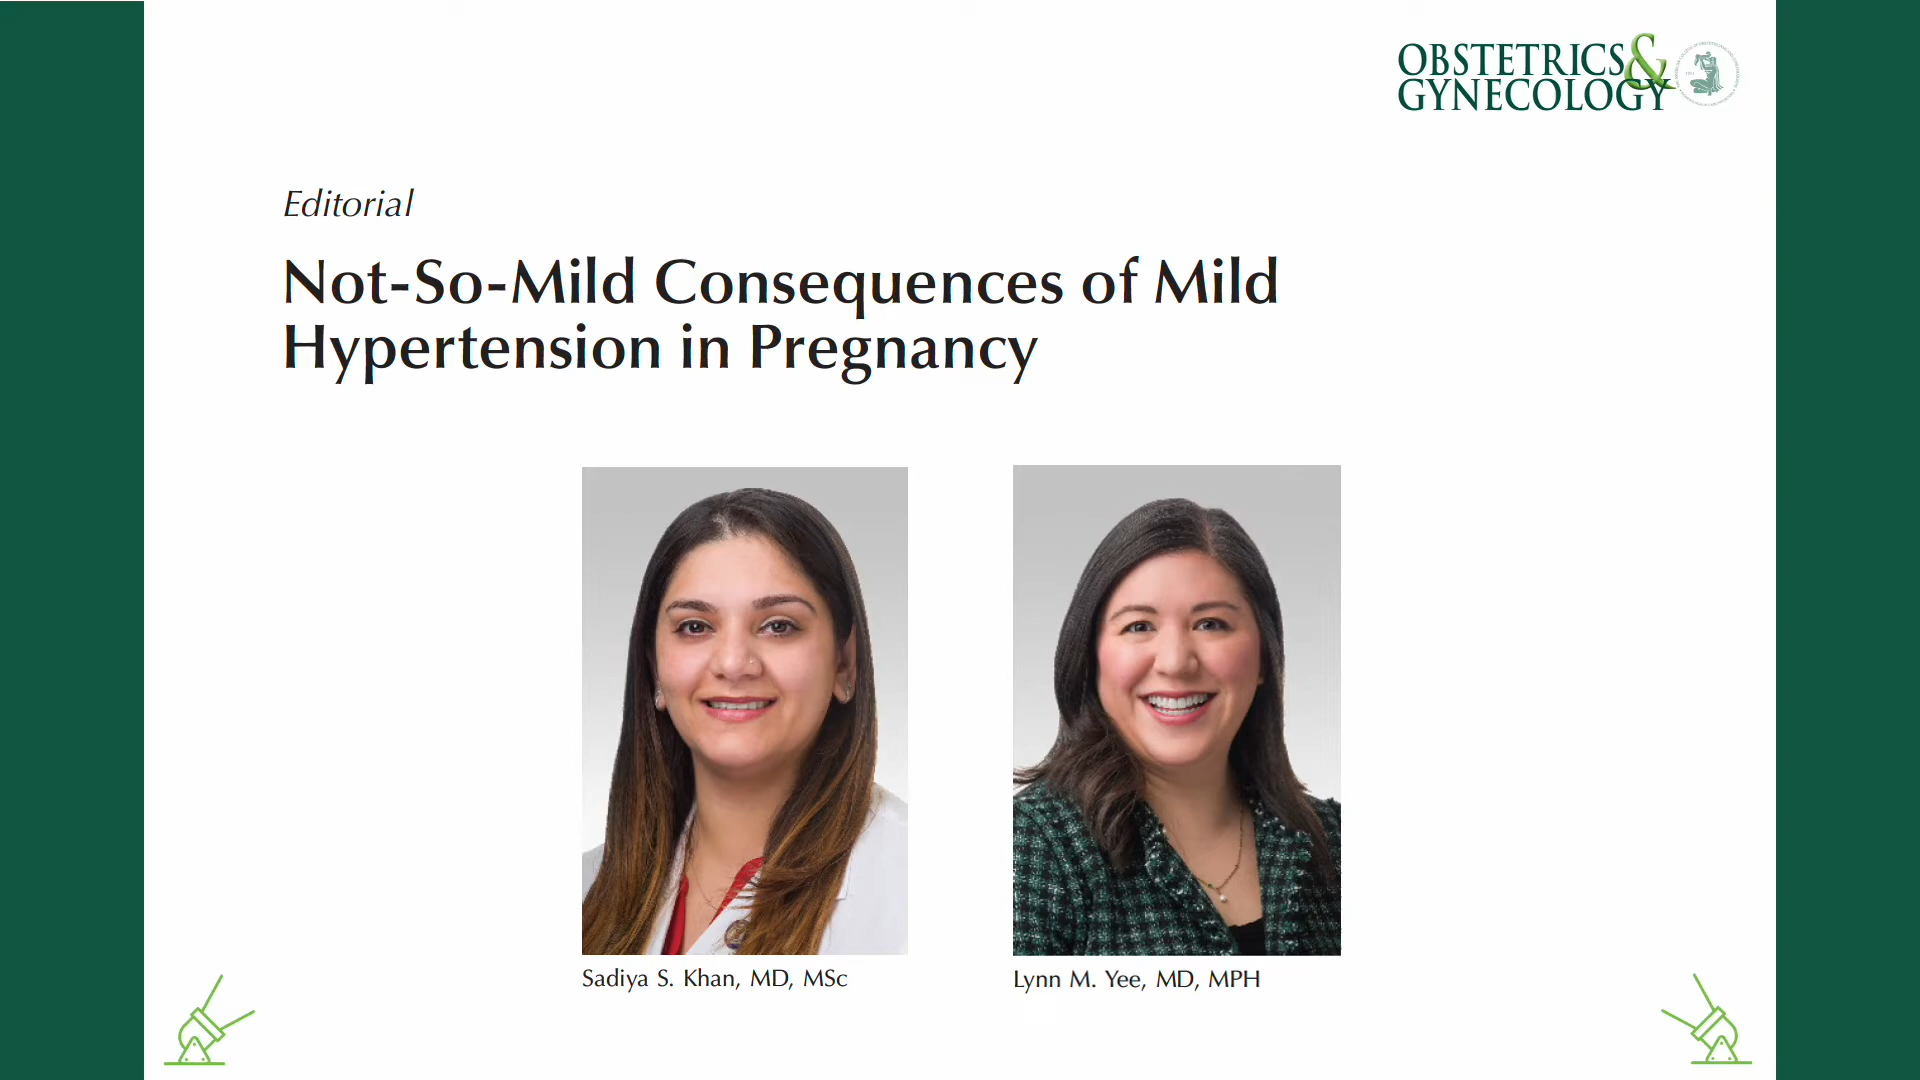 OBSTETRICS&
GYNECOLOGY
Editorial
Not-So-Mild Consequences of Mild
Hypertension in Pregnancy
Sadiya S. Khan, MD, MSc
Lynn M. Yee, MD, MPH